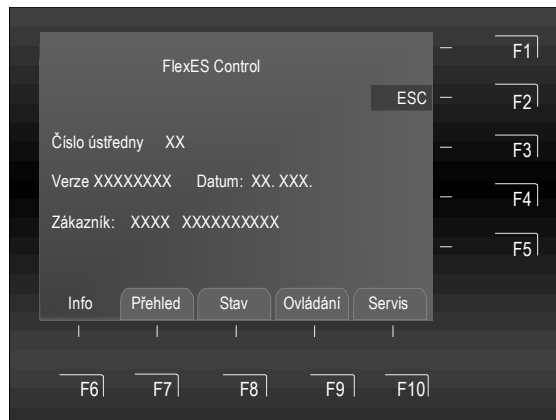 FlexES Control
F1
ESC
F2
Číslo ústředny XX
F3
Verze XXXXXXXX Datum: XX. XXX.
F4
Zákazník: XXXX XXXXXXXXXX
F5
Info Přehled Stav Ovládání Servis
F6 F7 F8 F9 F10